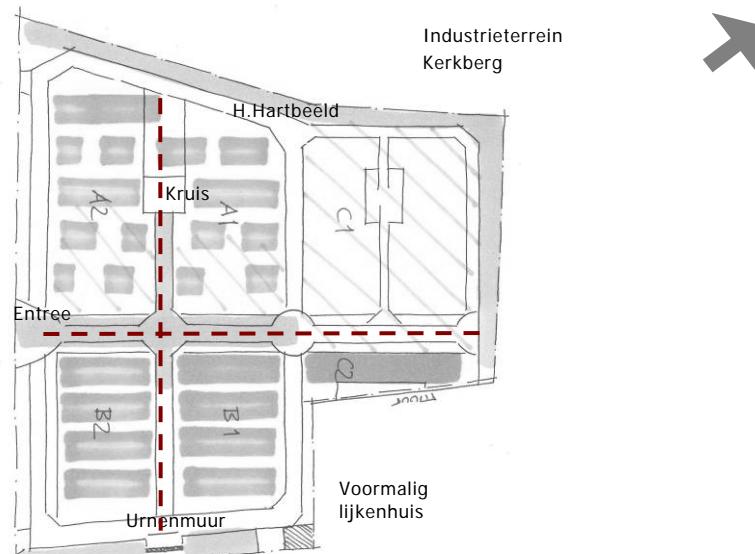 Industrieterrein
Kerkberg
H.Hartbeeld
Kruis
A2
A1
C1
Entree
C2
B2
B1
Voormalig
lijkenhuis
Urnenmuur